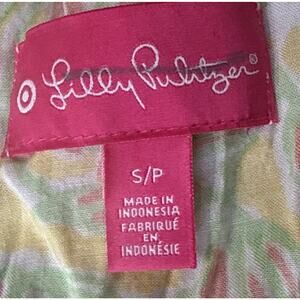 Lilly Pulitzer®
S/P
MADE IN
INDONESIA
FABRIQUÉ
EN
INDONÉSIE